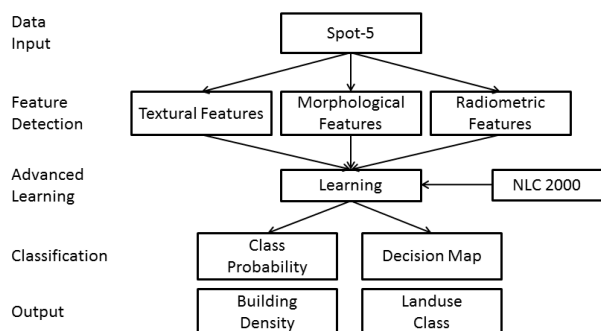 Data
Input
Spot-5
Feature
Detection
Textural Features
Morphological
Features
Radiometric
Features
Advanced
Learning
Learning
NLC 2000
Classification
Class
Probability
Decision Map
Output
Building
Density
Landuse
Class